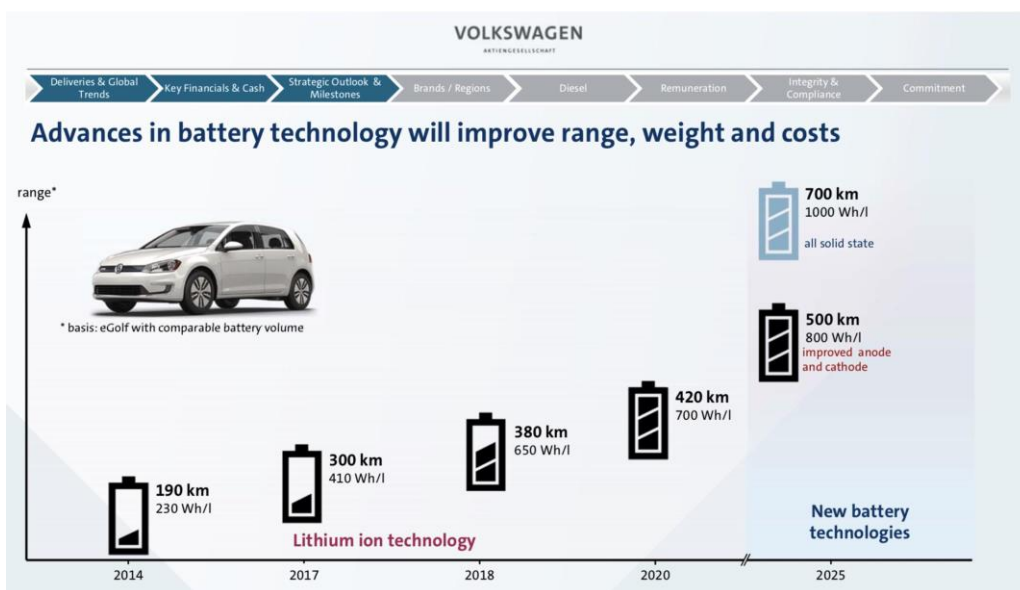 VOLKSWAGEN
AKTIENGESELLSCHAFT
Deliveries & Global
Trends
Key Financials & Cash
Strategic Outlook &
Milestones
Brands / Regions
Diesel
Remuneration
Integrity &
Compliance
Commitment
Advances in battery technology will improve range, weight and costs
range*
* basis: eGolf with comparable battery volume
190 km
230 Wh/l
300 km
410 Wh/l
380 km
650 Wh/l
420 km
700 Wh/l
700 km
1000 Wh/l
all solid state
500 km
800 Wh/l
improved anode
and cathode
Lithium ion technology
New battery
technologies
2014
2017
2018
2020
2025